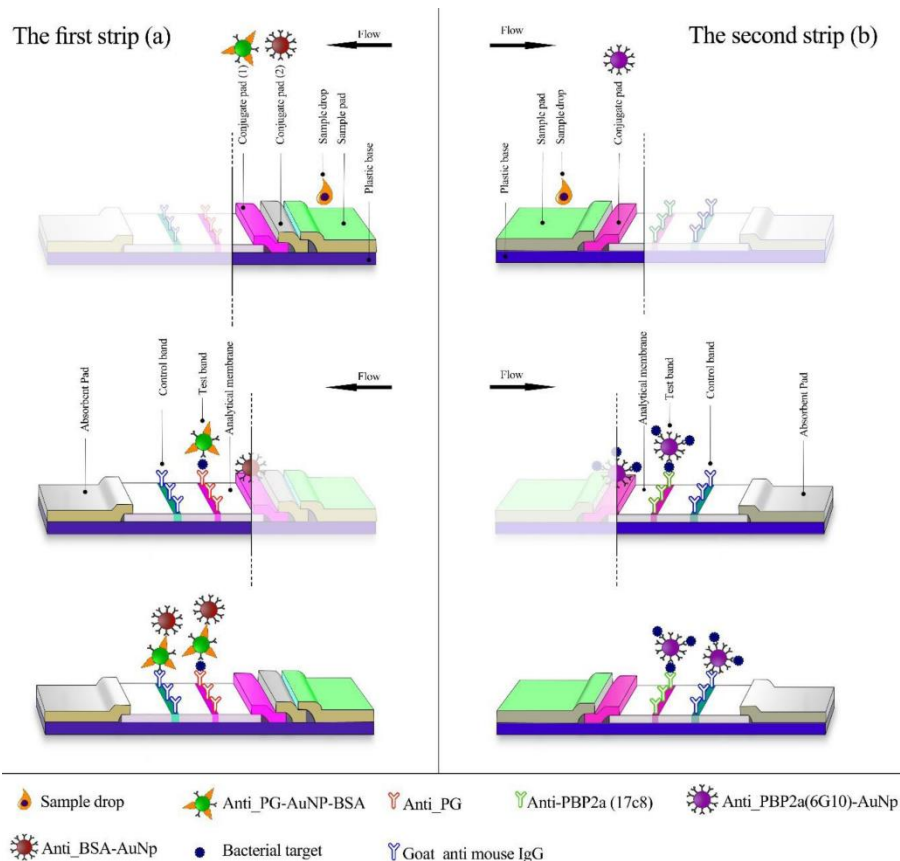 The first strip (a)
Flow
Conjugate pad (1)
Conjugate pad (2)
Sample drop
Sample pad
Plastic base
The second strip (b)
Flow
Plastic base
Sample pad
Sample drop
Conjugate pad
Absorbent Pad
Control band
Test band
Analytical membrane
Flow
Flow
Analytical membrane
Test band
Control band
Absorbent Pad
Sample drop
Anti_PG-AuNP-BSA
Anti_PG
Anti-PBP2a (17c8)
Anti_PBP2a(6G10)-AuNp
Anti_BSA-AuNp
Bacterial target
Goat_anti mouse IgG